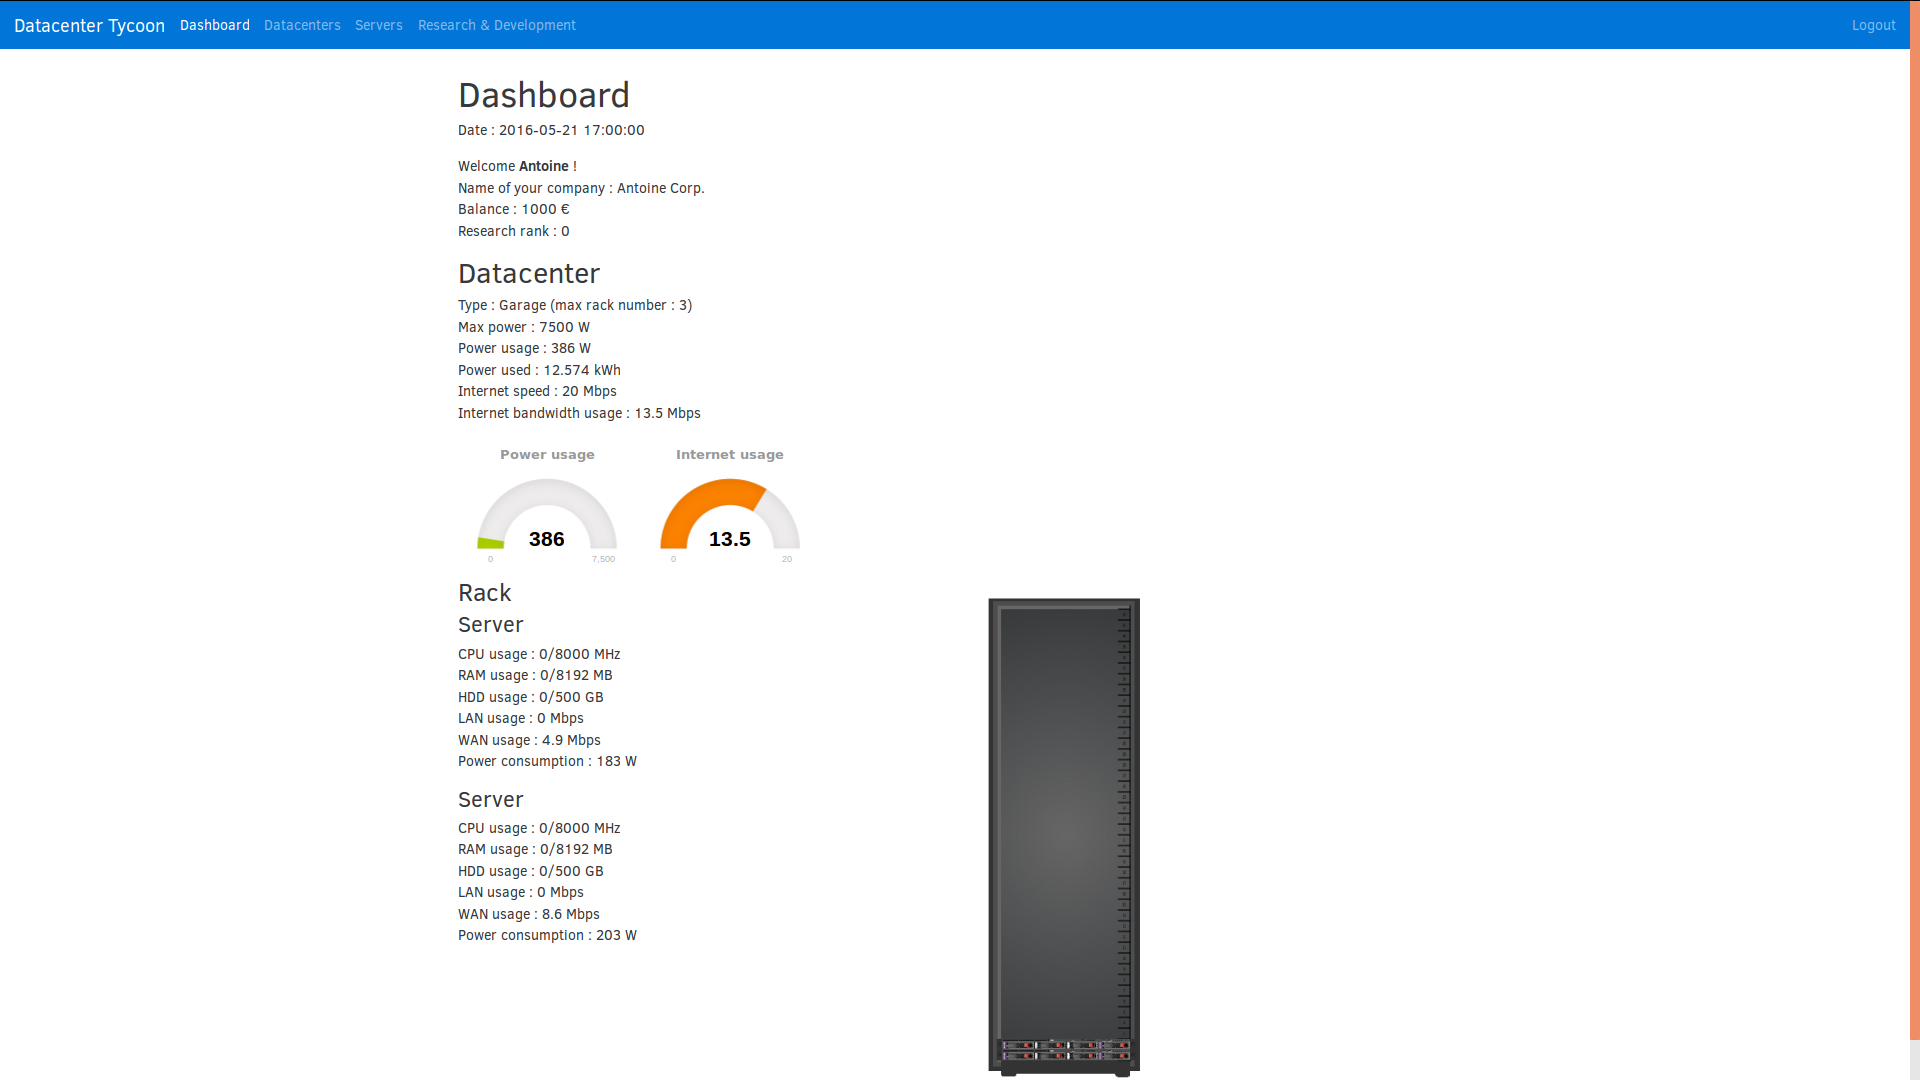 Datacenter Tycoon Dashboard Datacenters Servers Research & Development Logout
Dashboard
Date : 2016-05-21 17:00:00
Welcome Antoine !
Name of your company : Antoine Corp.
Balance : 1000 €
Research rank : 0
Datacenter
Type : Garage (max rack number : 3)
Max power : 7500 W
Power usage : 386 W
Power used : 12.574 kWh
Internet speed : 20 Mbps
Internet bandwidth usage : 13.5 Mbps
Power usage Internet usage
386 13.5
0 7,500 0 20
Rack
Server
CPU usage : 0/8000 MHz
RAM usage : 0/8192 MB
HDD usage : 0/500 GB
LAN usage : 0 Mbps
WAN usage : 4.9 Mbps
Power consumption : 183 W
Server
CPU usage : 0/8000 MHz
RAM usage : 0/8192 MB
HDD usage : 0/500 GB
LAN usage : 0 Mbps
WAN usage : 8.6 Mbps
Power consumption : 203 W